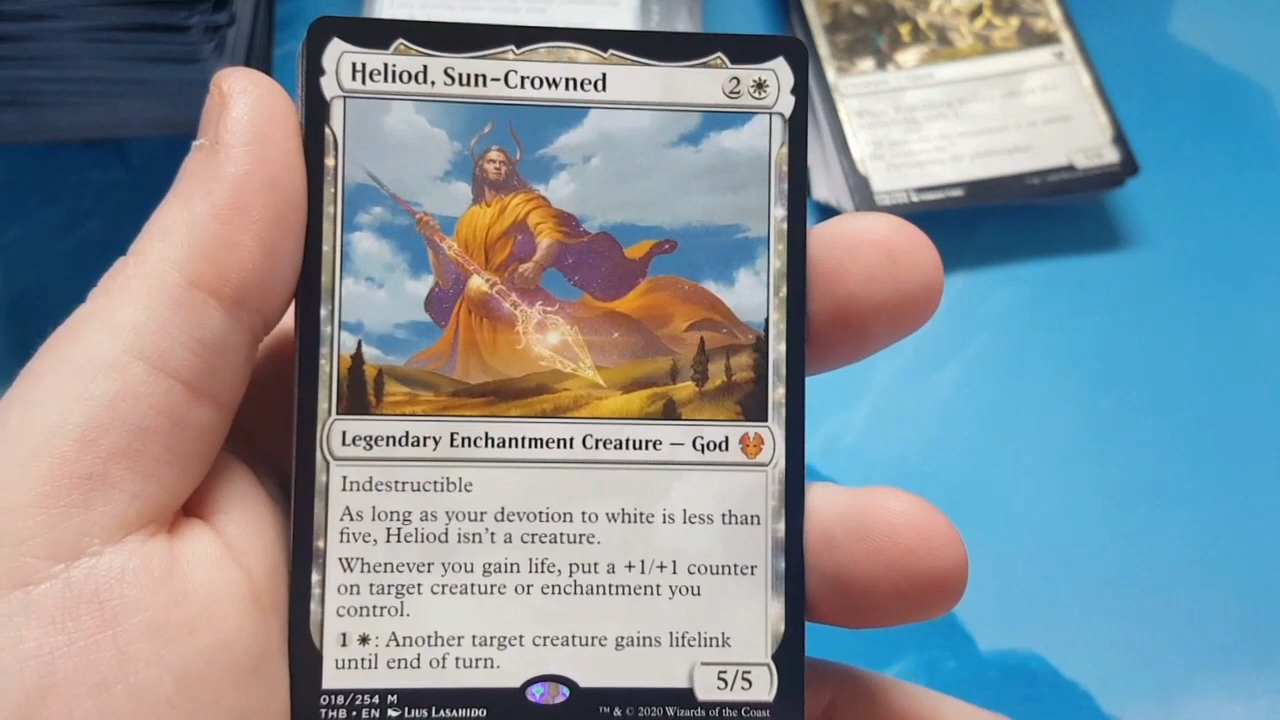 Heliod, Sun-Crowned 2
Legendary Enchantment Creature — God
Indestructible
As long as your devotion to white is less than
five, Heliod isn't a creature.
Whenever you gain life, put a +1/+1 counter
on target creature or enchantment you
control.
1 : Another target creature gains lifelink
until end of turn.
5/5
018/254 M
THB • EN Lius Lasahido
™ & © 2020 Wizards of the Coast